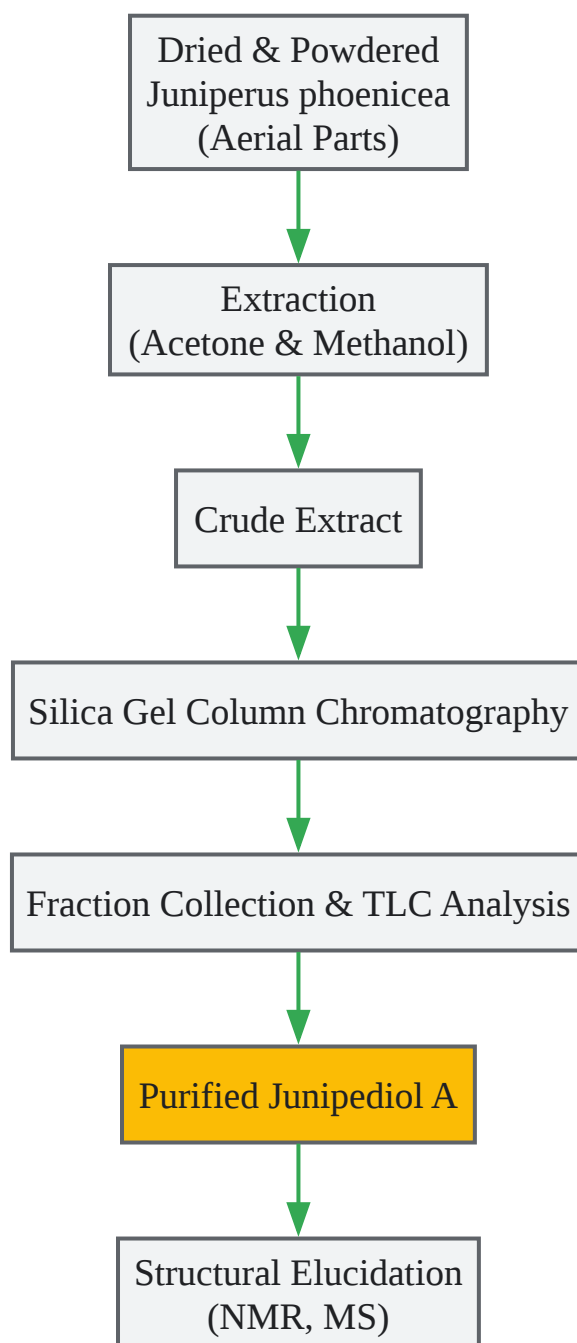 Dried & Powdered
Juniperus phoenicea
(Aerial Parts)
Extraction
(Acetone & Methanol)
Crude Extract
Silica Gel Column Chromatography
Fraction Collection & TLC Analysis
Purified Junipediol A
Structural Elucidation
(NMR, MS)